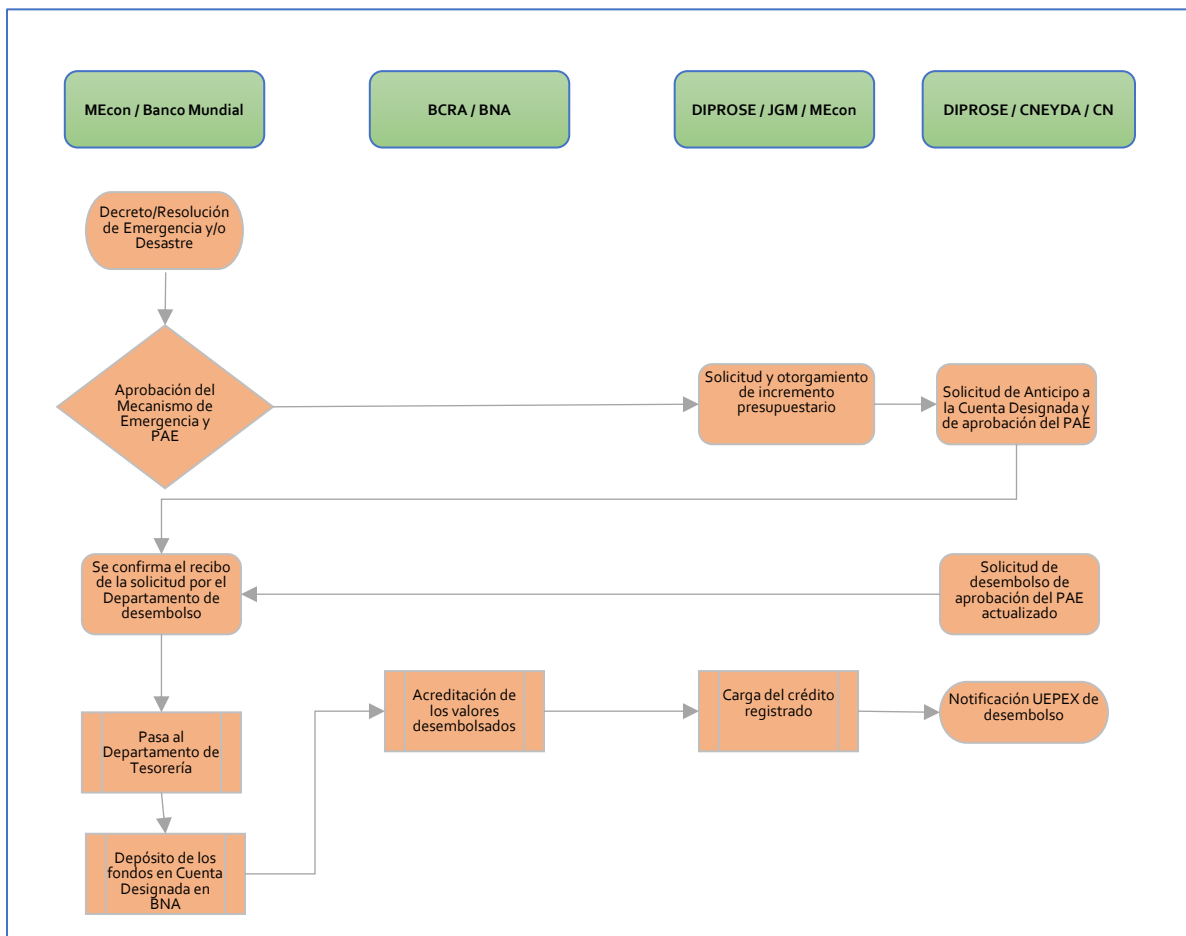 MEcon / Banco Mundial
BCRA / BNA
DIPROSE / JGM / MEcon
DIPROSE / CNEYDA / CN
Decreto/Resolución
de Emergencia y/o
Desastre
Aprobación del
Mecanismo de
Emergencia y
PAE
Solicitud y otorgamiento
de incremento
presupuestario
Solicitud de Anticipo a
la Cuenta Designada y
de aprobación del PAE
Se confirma el recibo
de la solicitud por el
Departamento de
desembolso
Solicitud de
desembolso de
aprobación del PAE
actualizado
Pasa al
Departamento de
Tesorería
Acreditación de
los valores
desembolsados
Carga del crédito
registrado
Notificación UEPEX de
desembolso
Depósito de los
fondos en Cuenta
Designada en
BNA